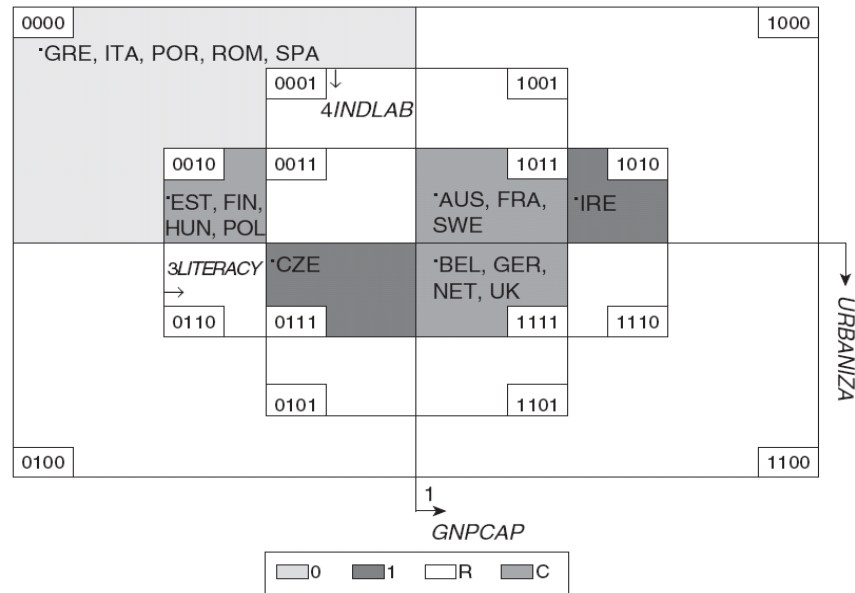 0000 1000
GRE, ITA, POR, ROM, SPA
0001 1001
4INDLAB
0010 0011 1011 1010
EST, FIN, AUS, FRA, IRE
HUN, POL SWE
3LITERACY CZE BEL, GER,
NET, UK
0110 0111 1111 1110
URBANIZA
0101 1101
0100 1100
1
GNPCAP
0 1 R C